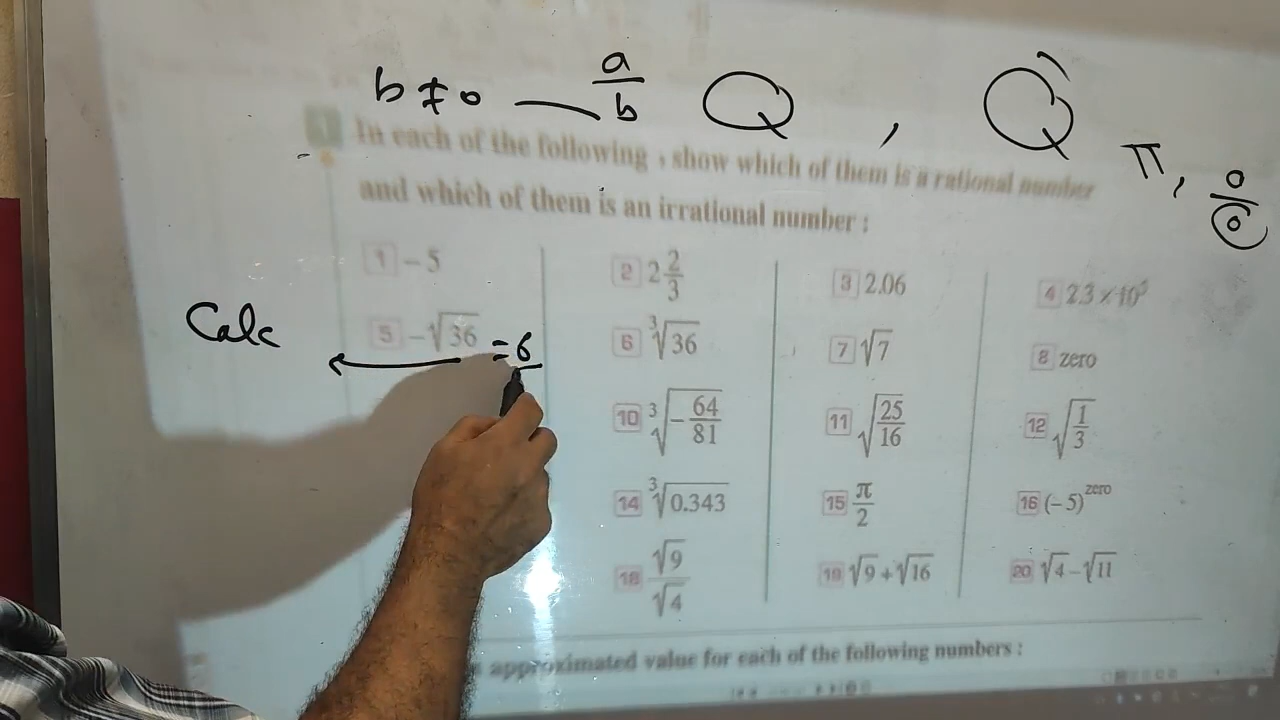 b≠0 — a/b Q , Q` π, 0/0
1 In each of the following , show which of them is a rational number
and which of them is an irrational number :
1 – 5 2 2 2/3 3 2.06 4 2.3 × 10⁵
Calc 5 –√36 =6 6 ∛36 7 √7 8 zero
10 ∛(–64/81) 11 √(25/16) 12 √(1/3)
14 ∛0.343 15 π/2 16 (– 5)^zero
18 √9/√4 19 √9 + √16 20 √4 – √11
approximated value for each of the following numbers :